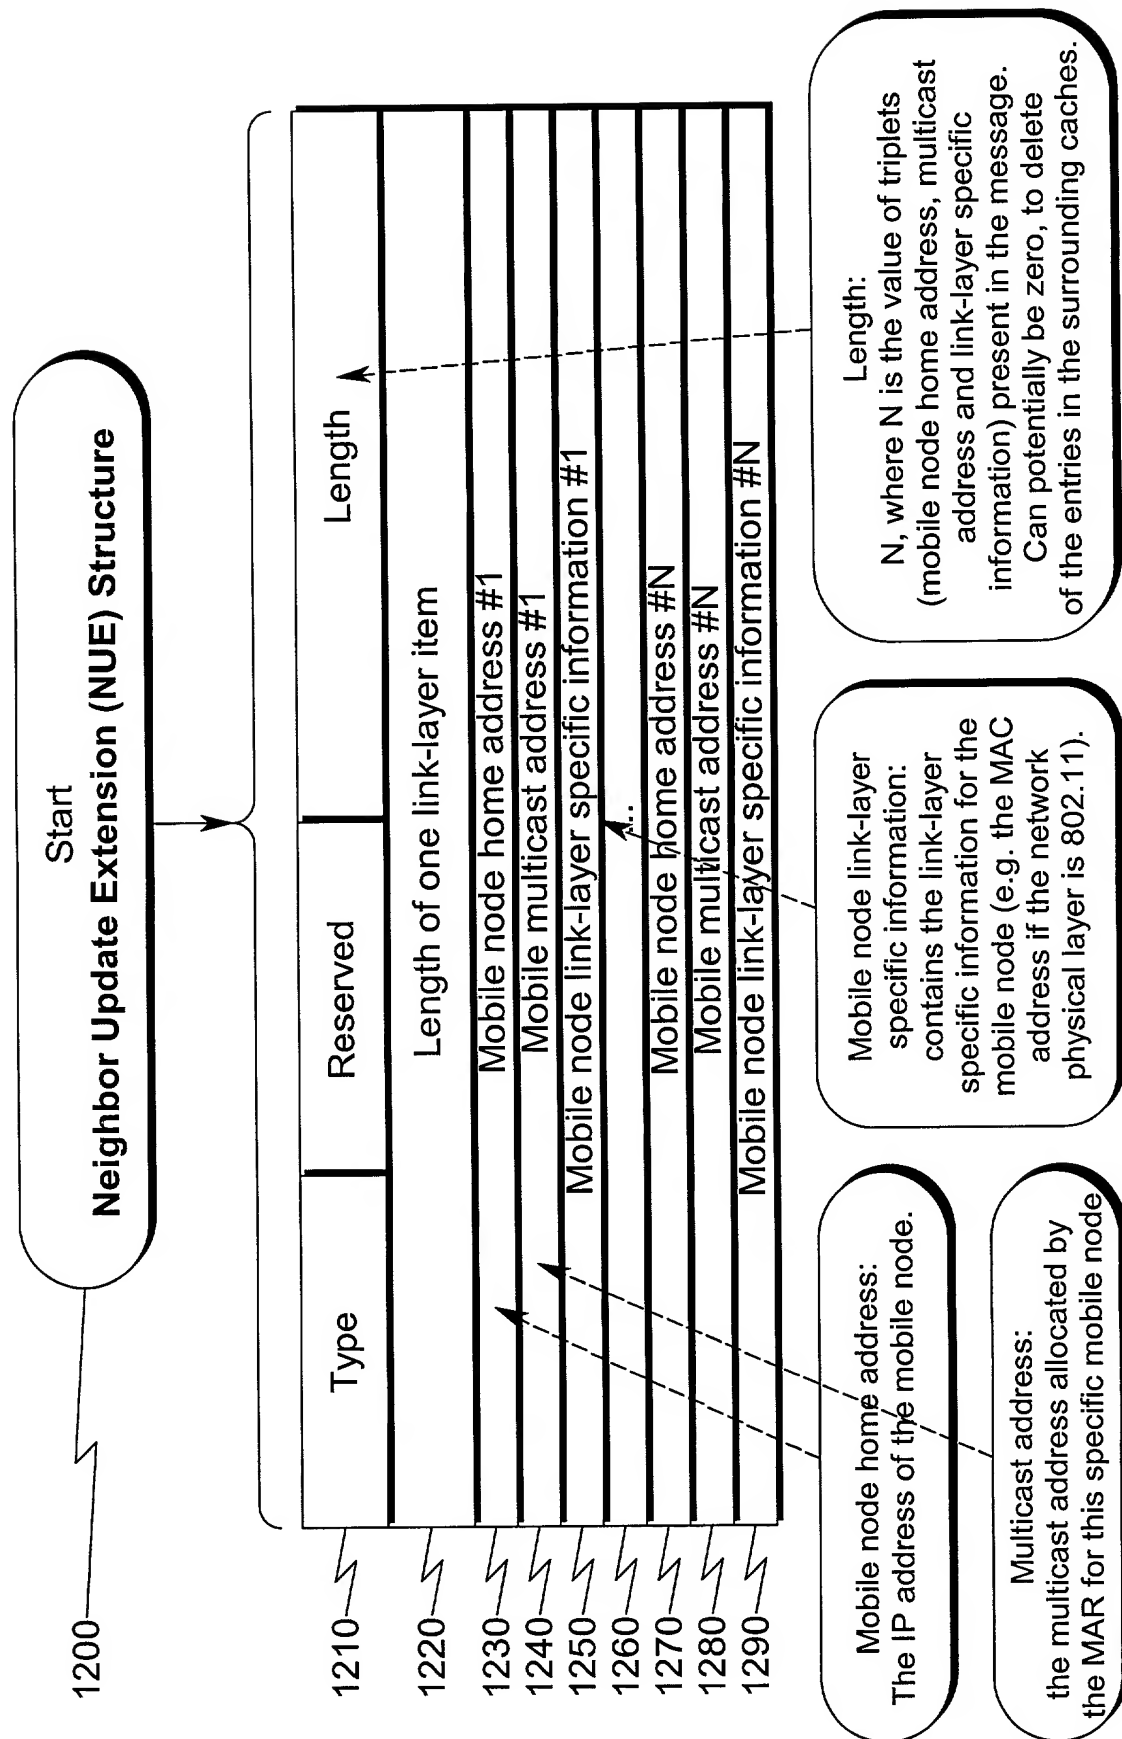 Start
Neighbor Update Extension (NUE) Structure
1200
1210
Type
Reserved
Length
1220
Length of one link-layer item
1230
Mobile node home address #1
1240
Mobile multicast address #1
1250
Mobile node link-layer specific information #1
1260
....
1270
Mobile node home address #N
1280
Mobile multicast address #N
1290
Mobile node link-layer specific information #N
Mobile node home address:
The IP address of the mobile node.
Multicast address:
the multicast address allocated by
the MAR for this specific mobile node
Mobile node link-layer
specific information:
contains the link-layer
specific information for the
mobile node (e.g. the MAC
address if the network
physical layer is 802.11).
Length:
N, where N is the value of triplets
(mobile node home address, multicast
address and link-layer specific
information) present in the message.
Can potentially be zero, to delete
of the entries in the surrounding caches.